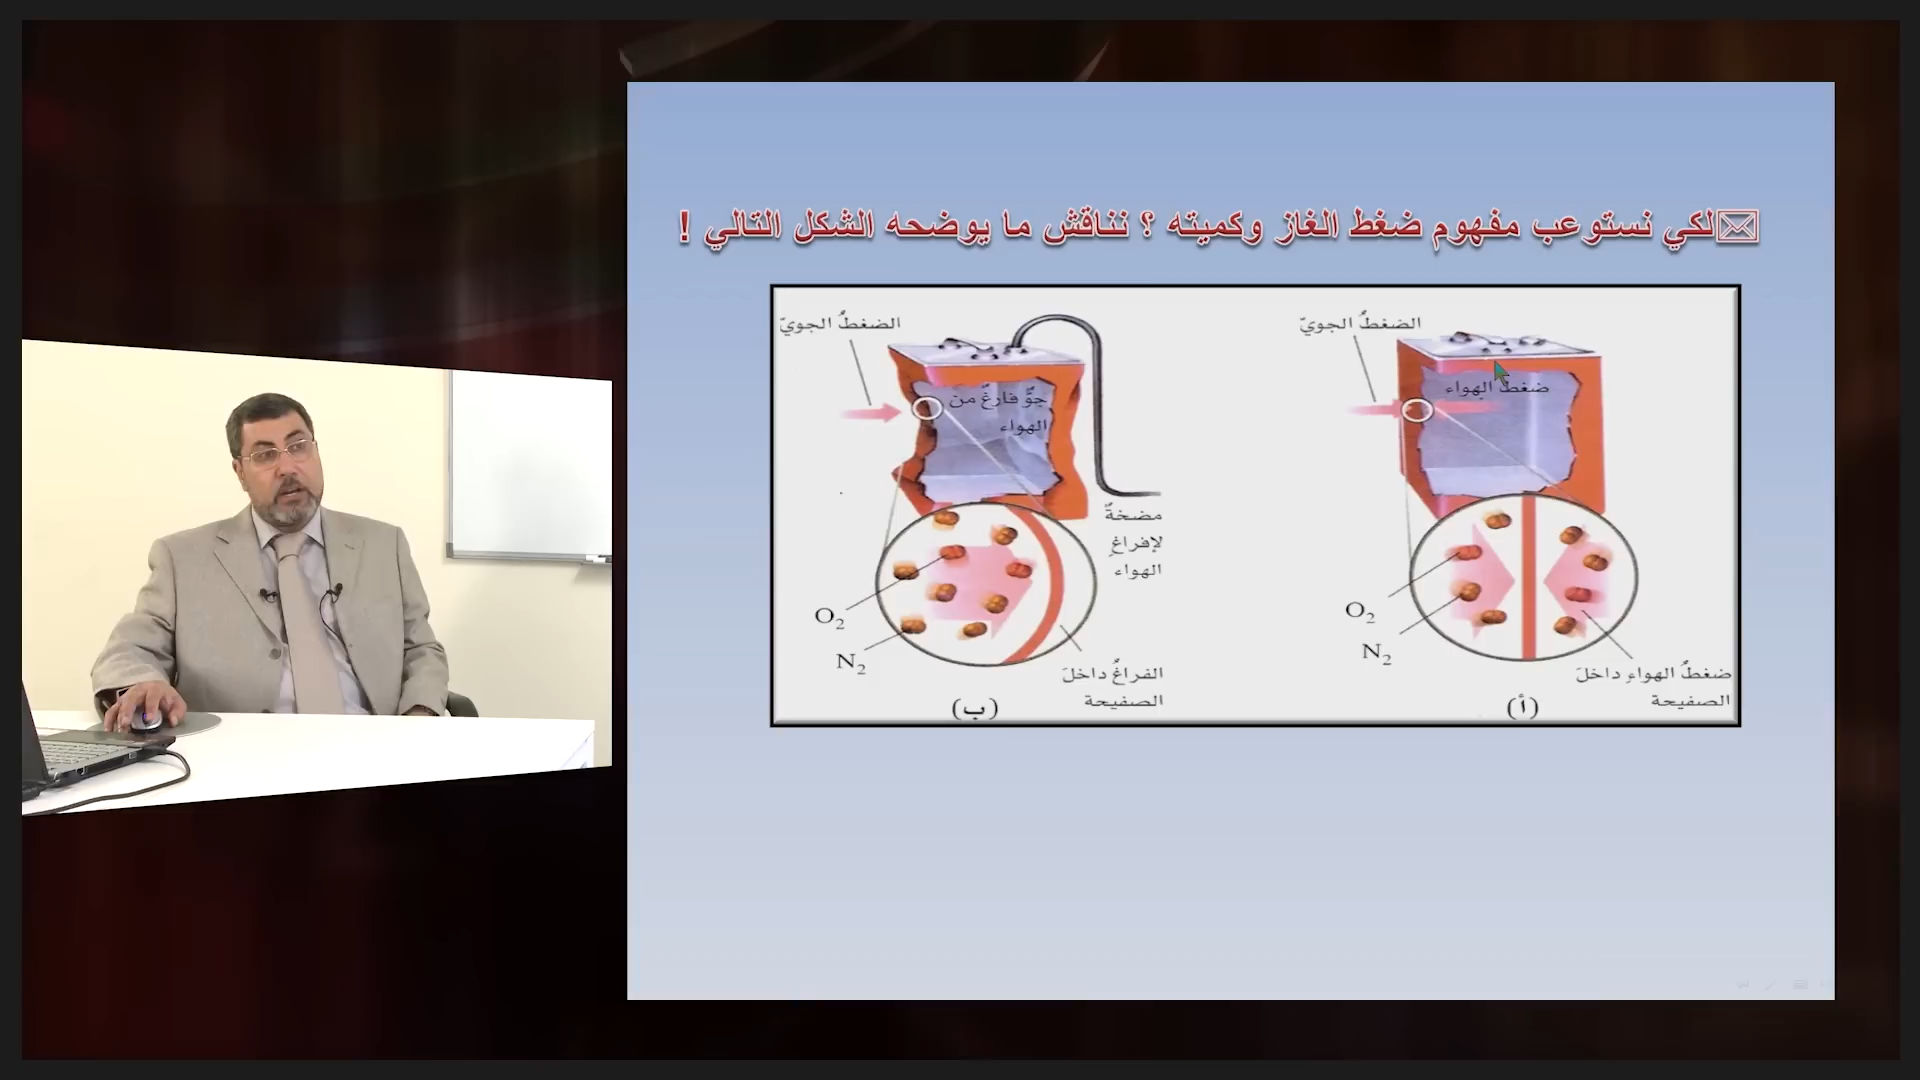 لكي نستوعب مفهوم ضغط الغاز وكميته ؟ نناقش ما يوضحه الشكل التالي !
الضغطُ الجويّ
ضغطُ الهواء
O2
N2
ضغطُ الهواءِ داخلَ
الصفيحة
(أ)
الضغطُ الجويّ
جوٌّ فارغٌ من
الهواء
مضخةٌ
لإفراغِ
الهواء
O2
N2
الفراغُ داخلَ
الصفيحة
(ب)